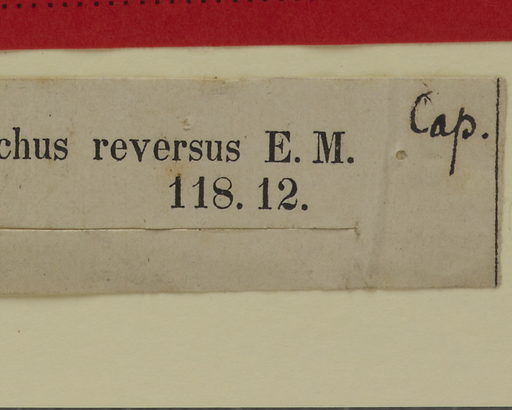 chus reversus E. M. Cap.
118. 12.